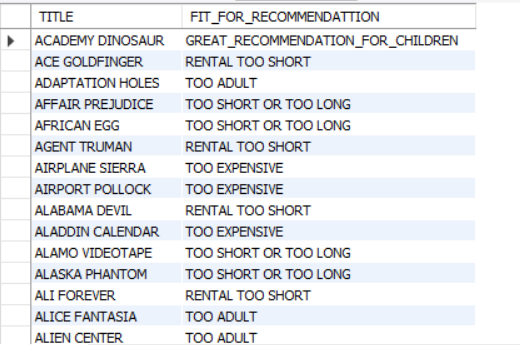 TITLE FIT_FOR_RECOMMENDATTION
ACADEMY DINOSAUR GREAT_RECOMMENDATION_FOR_CHILDREN
ACE GOLDFINGER RENTAL TOO SHORT
ADAPTATION HOLES TOO ADULT
AFFAIR PREJUDICE TOO SHORT OR TOO LONG
AFRICAN EGG TOO SHORT OR TOO LONG
AGENT TRUMAN RENTAL TOO SHORT
AIRPLANE SIERRA TOO EXPENSIVE
AIRPORT POLLOCK TOO EXPENSIVE
ALABAMA DEVIL RENTAL TOO SHORT
ALADDIN CALENDAR TOO EXPENSIVE
ALAMO VIDEOTAPE TOO SHORT OR TOO LONG
ALASKA PHANTOM TOO SHORT OR TOO LONG
ALI FOREVER RENTAL TOO SHORT
ALICE FANTASIA TOO ADULT
ALIEN CENTER TOO ADULT